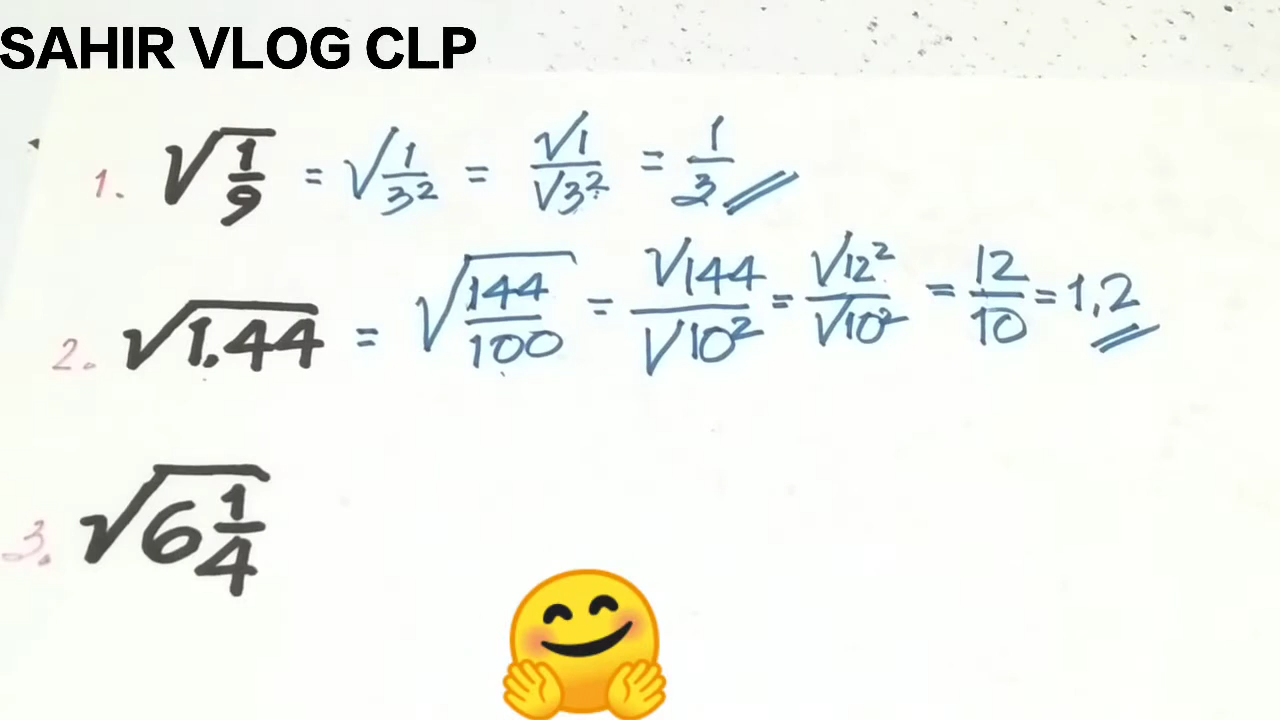 SAHIR VLOG CLP
1. √(1/9) = √(1/3²) = √1/√3² = 1/3
2. √1.44 = √(144/100) = √144/√10² = √12²/√10² = 12/10 = 1,2
3. √(6 1/4)